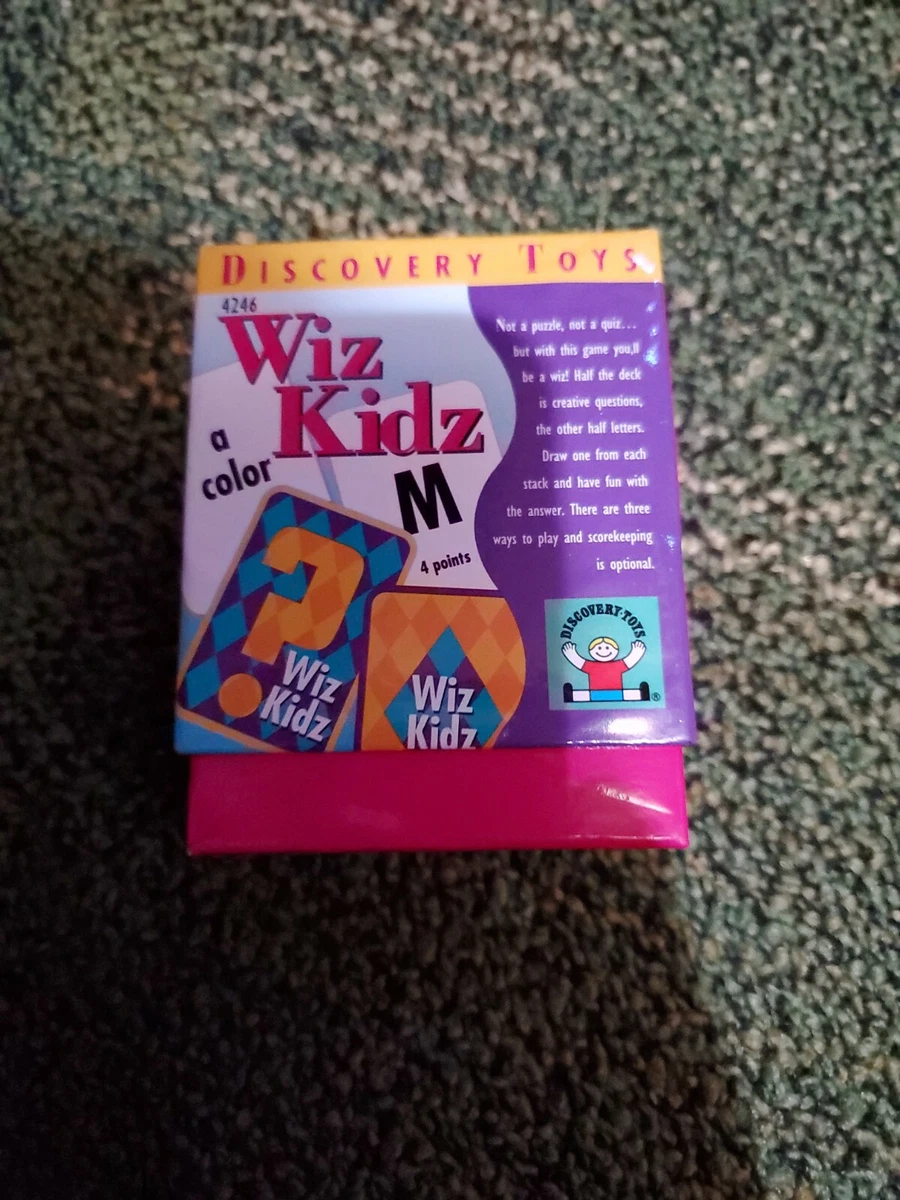 DISCOVERY TOYS
4246
Wiz
Kidz
a
color
M
4 points
Wiz
Kidz
Wiz
Kidz
Not a puzzle, not a quiz...
but with this game you,ll
be a wiz! Half the deck
is creative questions,
the other half letters.
Draw one from each
stack and have fun with
the answer. There are three
ways to play and scorekeeping
is optional.
DISCOVERY·TOYS
®